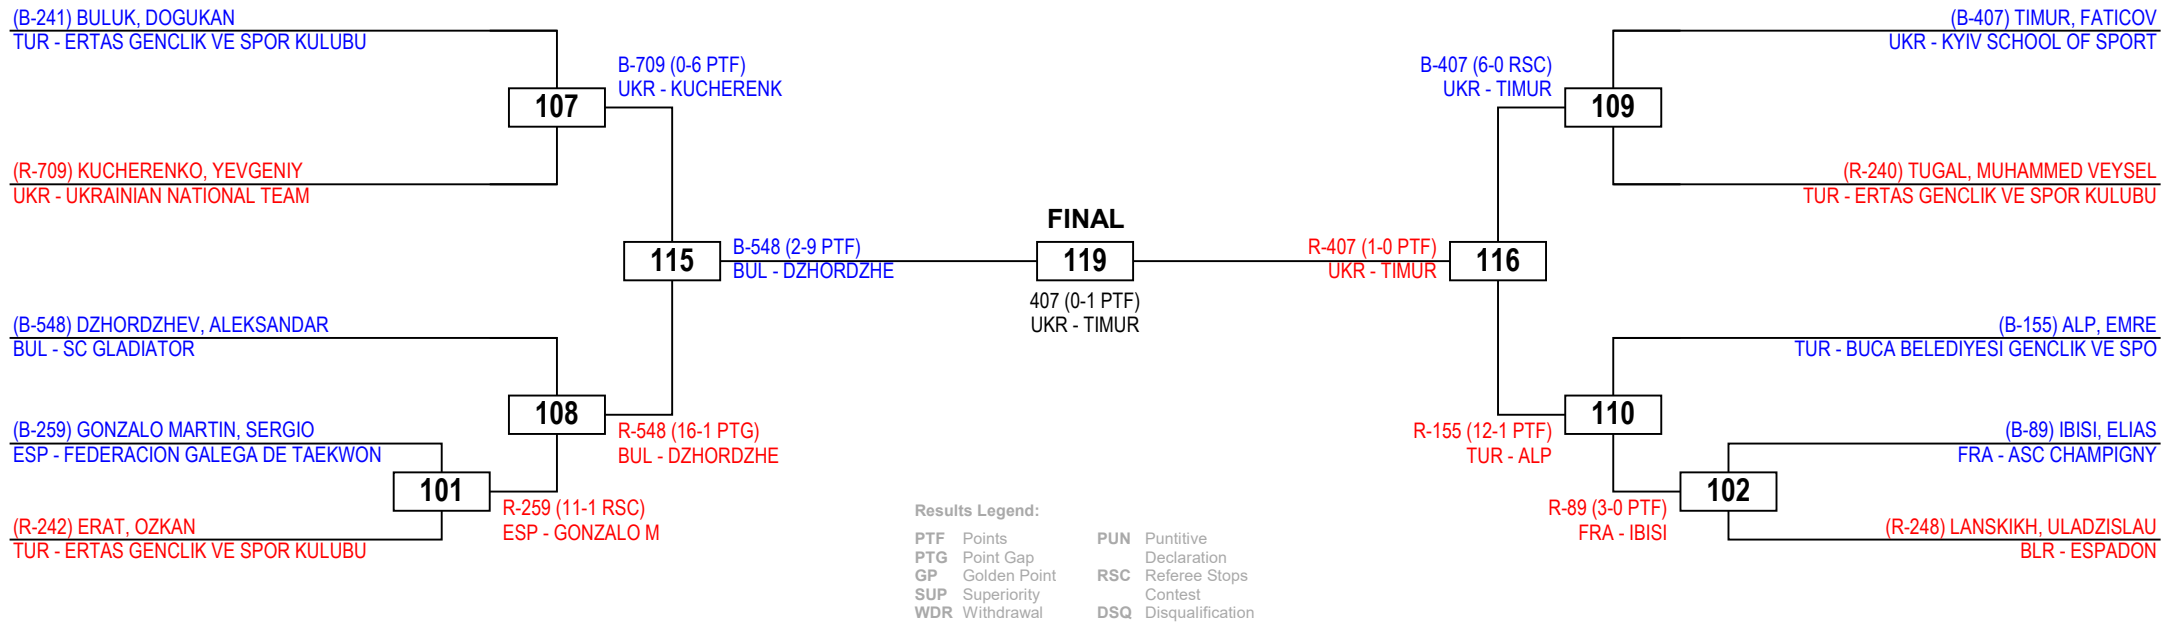 (B-241) BULUK, DOGUKAN
TUR - ERTAS GENCLIK VE SPOR KULUBU
B-709 (0-6 PTF)
UKR - KUCHERENK
107
(R-709) KUCHERENKO, YEVGENIY
UKR - UKRAINIAN NATIONAL TEAM
115
B-548 (2-9 PTF)
BUL - DZHORDZHE
(B-548) DZHORDZHEV, ALEKSANDAR
BUL - SC GLADIATOR
108
R-548 (16-1 PTG)
BUL - DZHORDZHE
(B-259) GONZALO MARTIN, SERGIO
ESP - FEDERACION GALEGA DE TAEKWON
101
R-259 (11-1 RSC)
ESP - GONZALO M
(R-242) ERAT, OZKAN
TUR - ERTAS GENCLIK VE SPOR KULUBU
FINAL
119
407 (0-1 PTF)
UKR - TIMUR
(B-407) TIMUR, FATICOV
UKR - KYIV SCHOOL OF SPORT
B-407 (6-0 RSC)
UKR - TIMUR
109
(R-240) TUGAL, MUHAMMED VEYSEL
TUR - ERTAS GENCLIK VE SPOR KULUBU
R-407 (1-0 PTF)
UKR - TIMUR
116
(B-155) ALP, EMRE
TUR - BUCA BELEDIYESI GENCLIK VE SPO
110
R-155 (12-1 PTF)
TUR - ALP
(B-89) IBISI, ELIAS
FRA - ASC CHAMPIGNY
102
R-89 (3-0 PTF)
FRA - IBISI
(R-248) LANSKIKH, ULADZISLAU
BLR - ESPADON
Results Legend:
PTF Points
PTG Point Gap
GP Golden Point
SUP Superiority
WDR Withdrawal
PUN Puntitive
Declaration
RSC Referee Stops
Contest
DSQ Disqualification